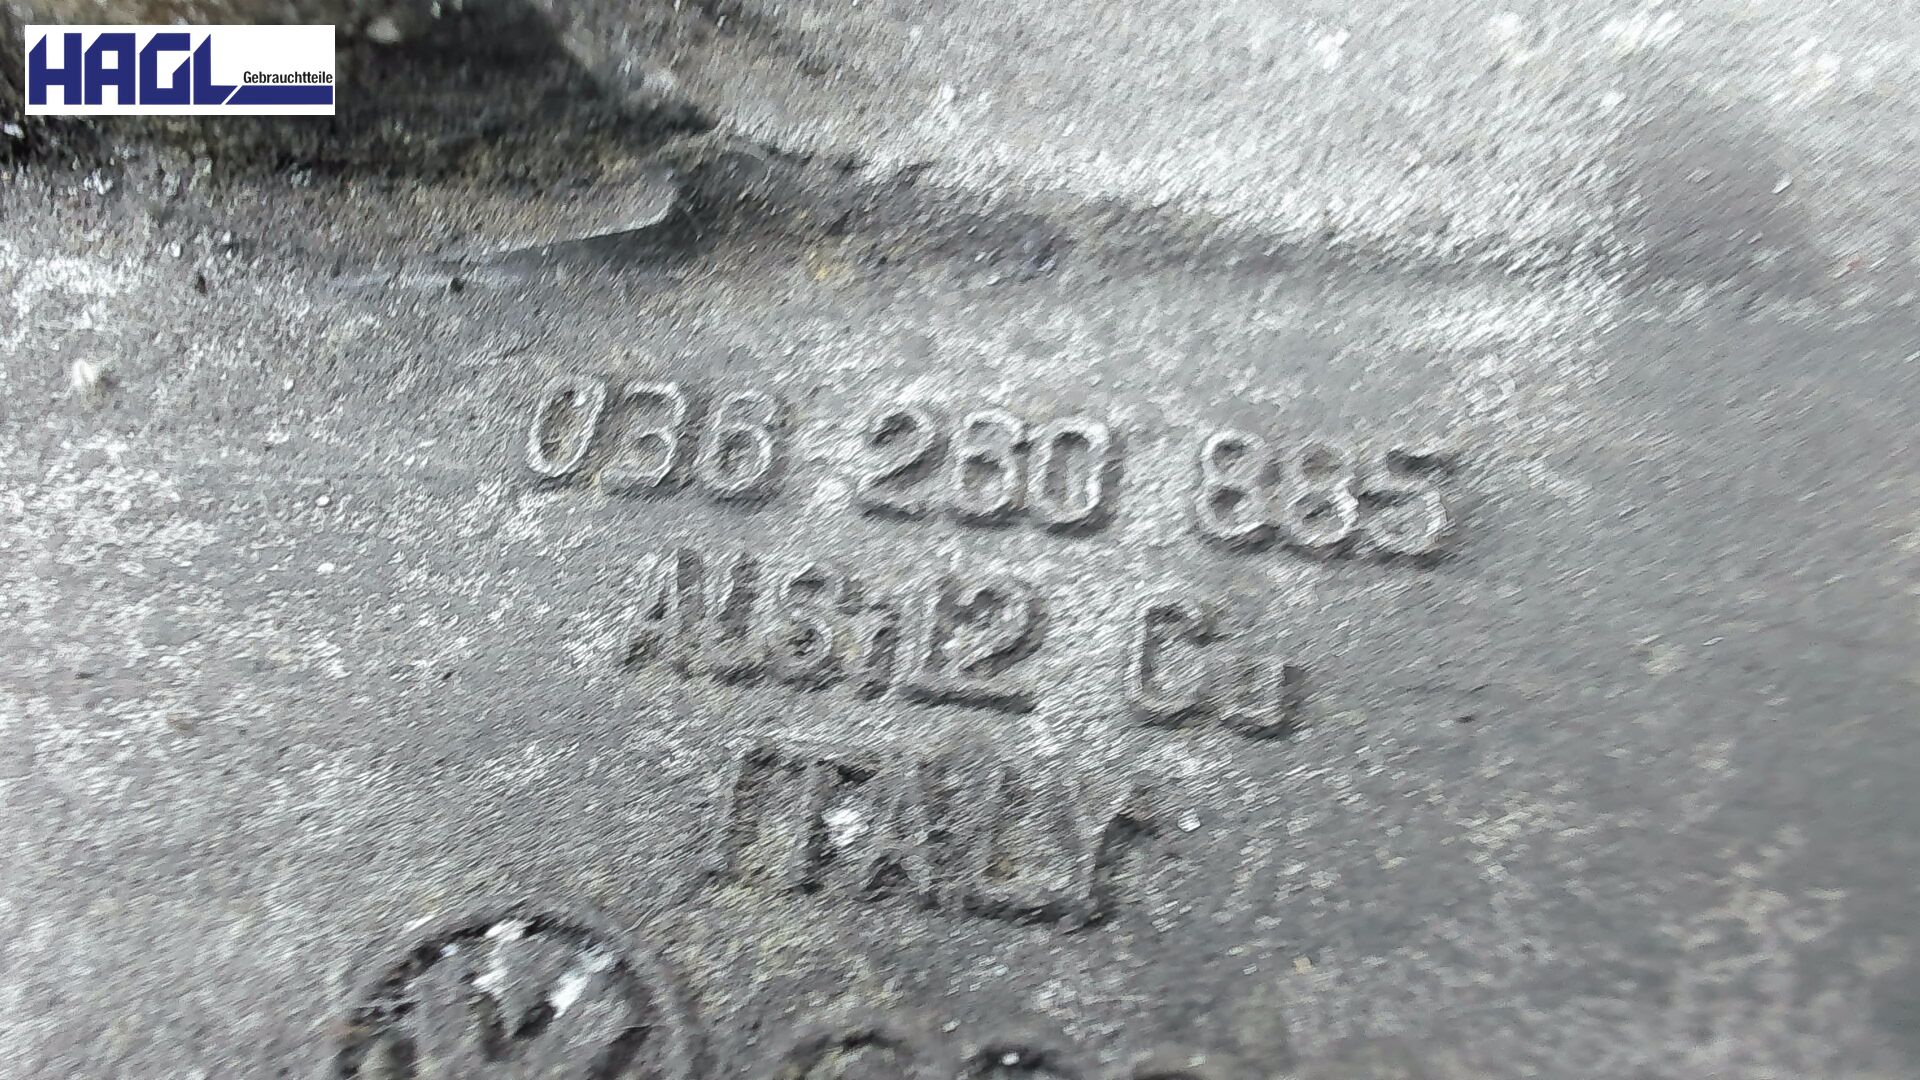 HAGL
Gebrauchtteile
036 260 885
AlSi12 Cu
ITALY